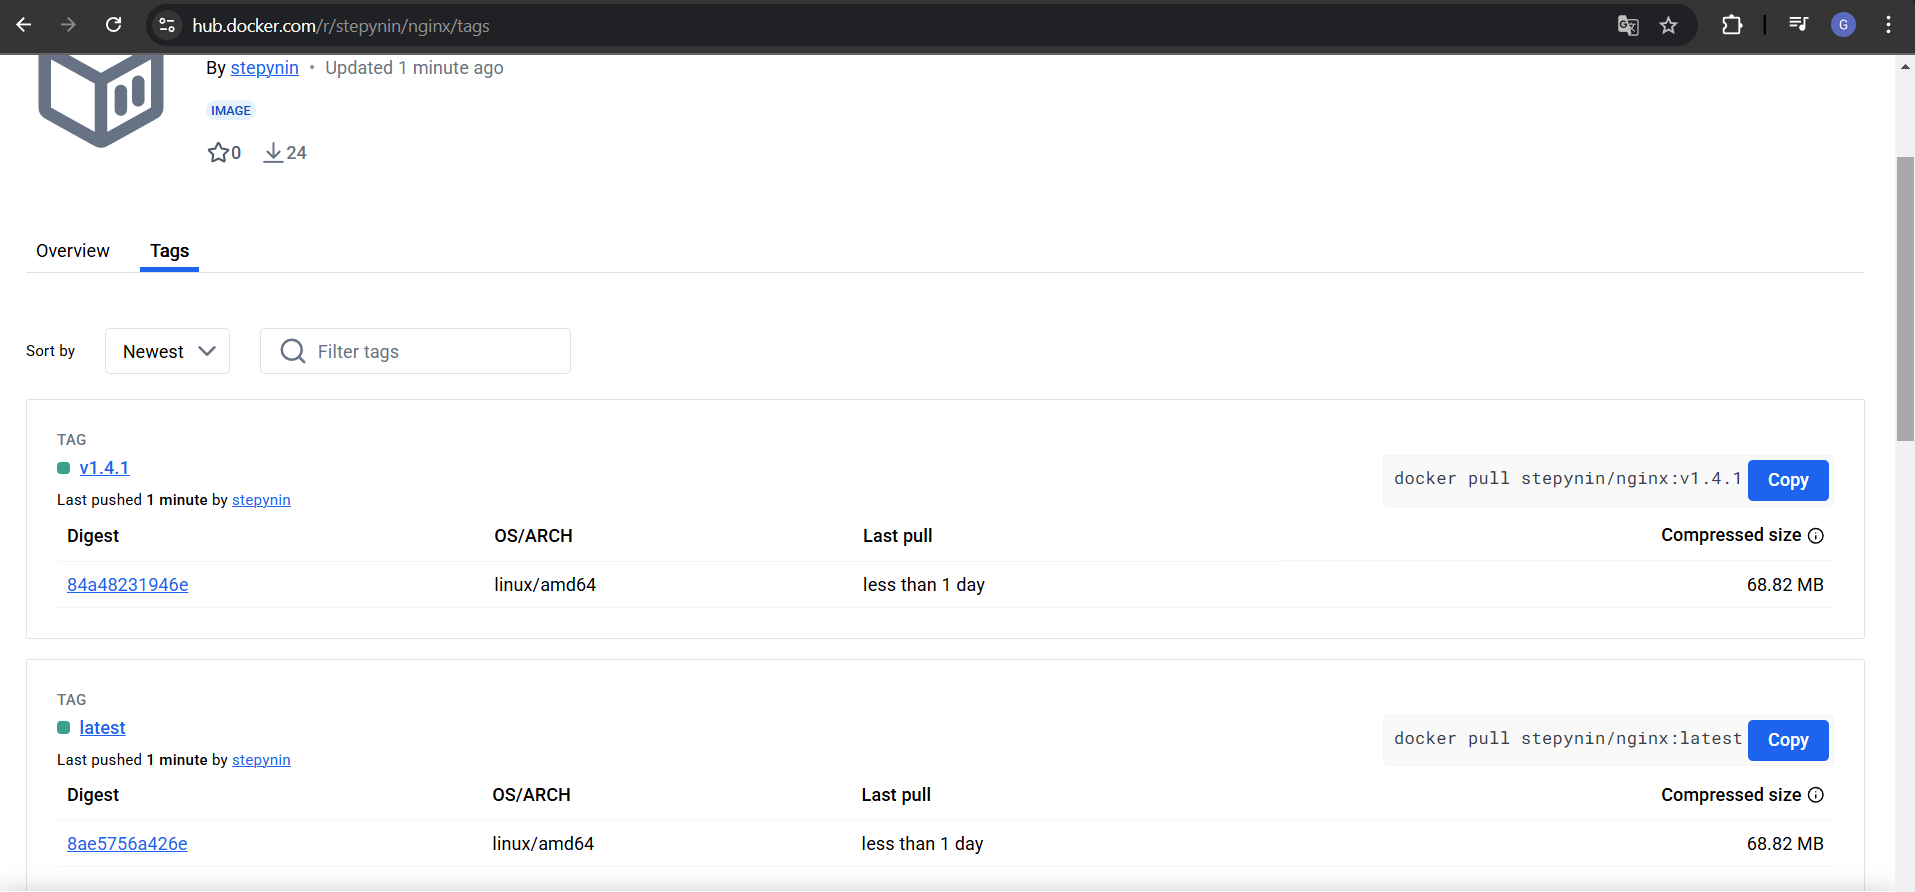 hub.docker.com/r/stepynin/nginx/tags
G
By stepynin • Updated 1 minute ago
IMAGE
0 24
Overview Tags
Sort by Newest Filter tags
TAG
v1.4.1
docker pull stepynin/nginx:v1.4.1 Copy
Last pushed 1 minute by stepynin
Digest OS/ARCH Last pull Compressed size
84a48231946e linux/amd64 less than 1 day 68.82 MB
TAG
latest
docker pull stepynin/nginx:latest Copy
Last pushed 1 minute by stepynin
Digest OS/ARCH Last pull Compressed size
8ae5756a426e linux/amd64 less than 1 day 68.82 MB